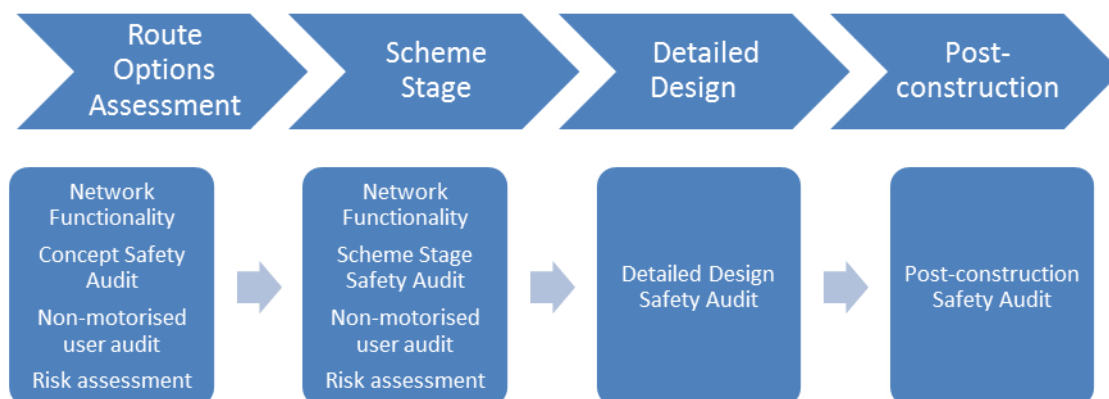 Route
Options
Assessment
Scheme
Stage
Detailed
Design
Post-
construction
Network
Functionality
Concept Safety
Audit
Non-motorised
user audit
Risk assessment
Network
Functionality
Scheme Stage
Safety Audit
Non-motorised
user audit
Risk assessment
Detailed Design
Safety Audit
Post-construction
Safety Audit